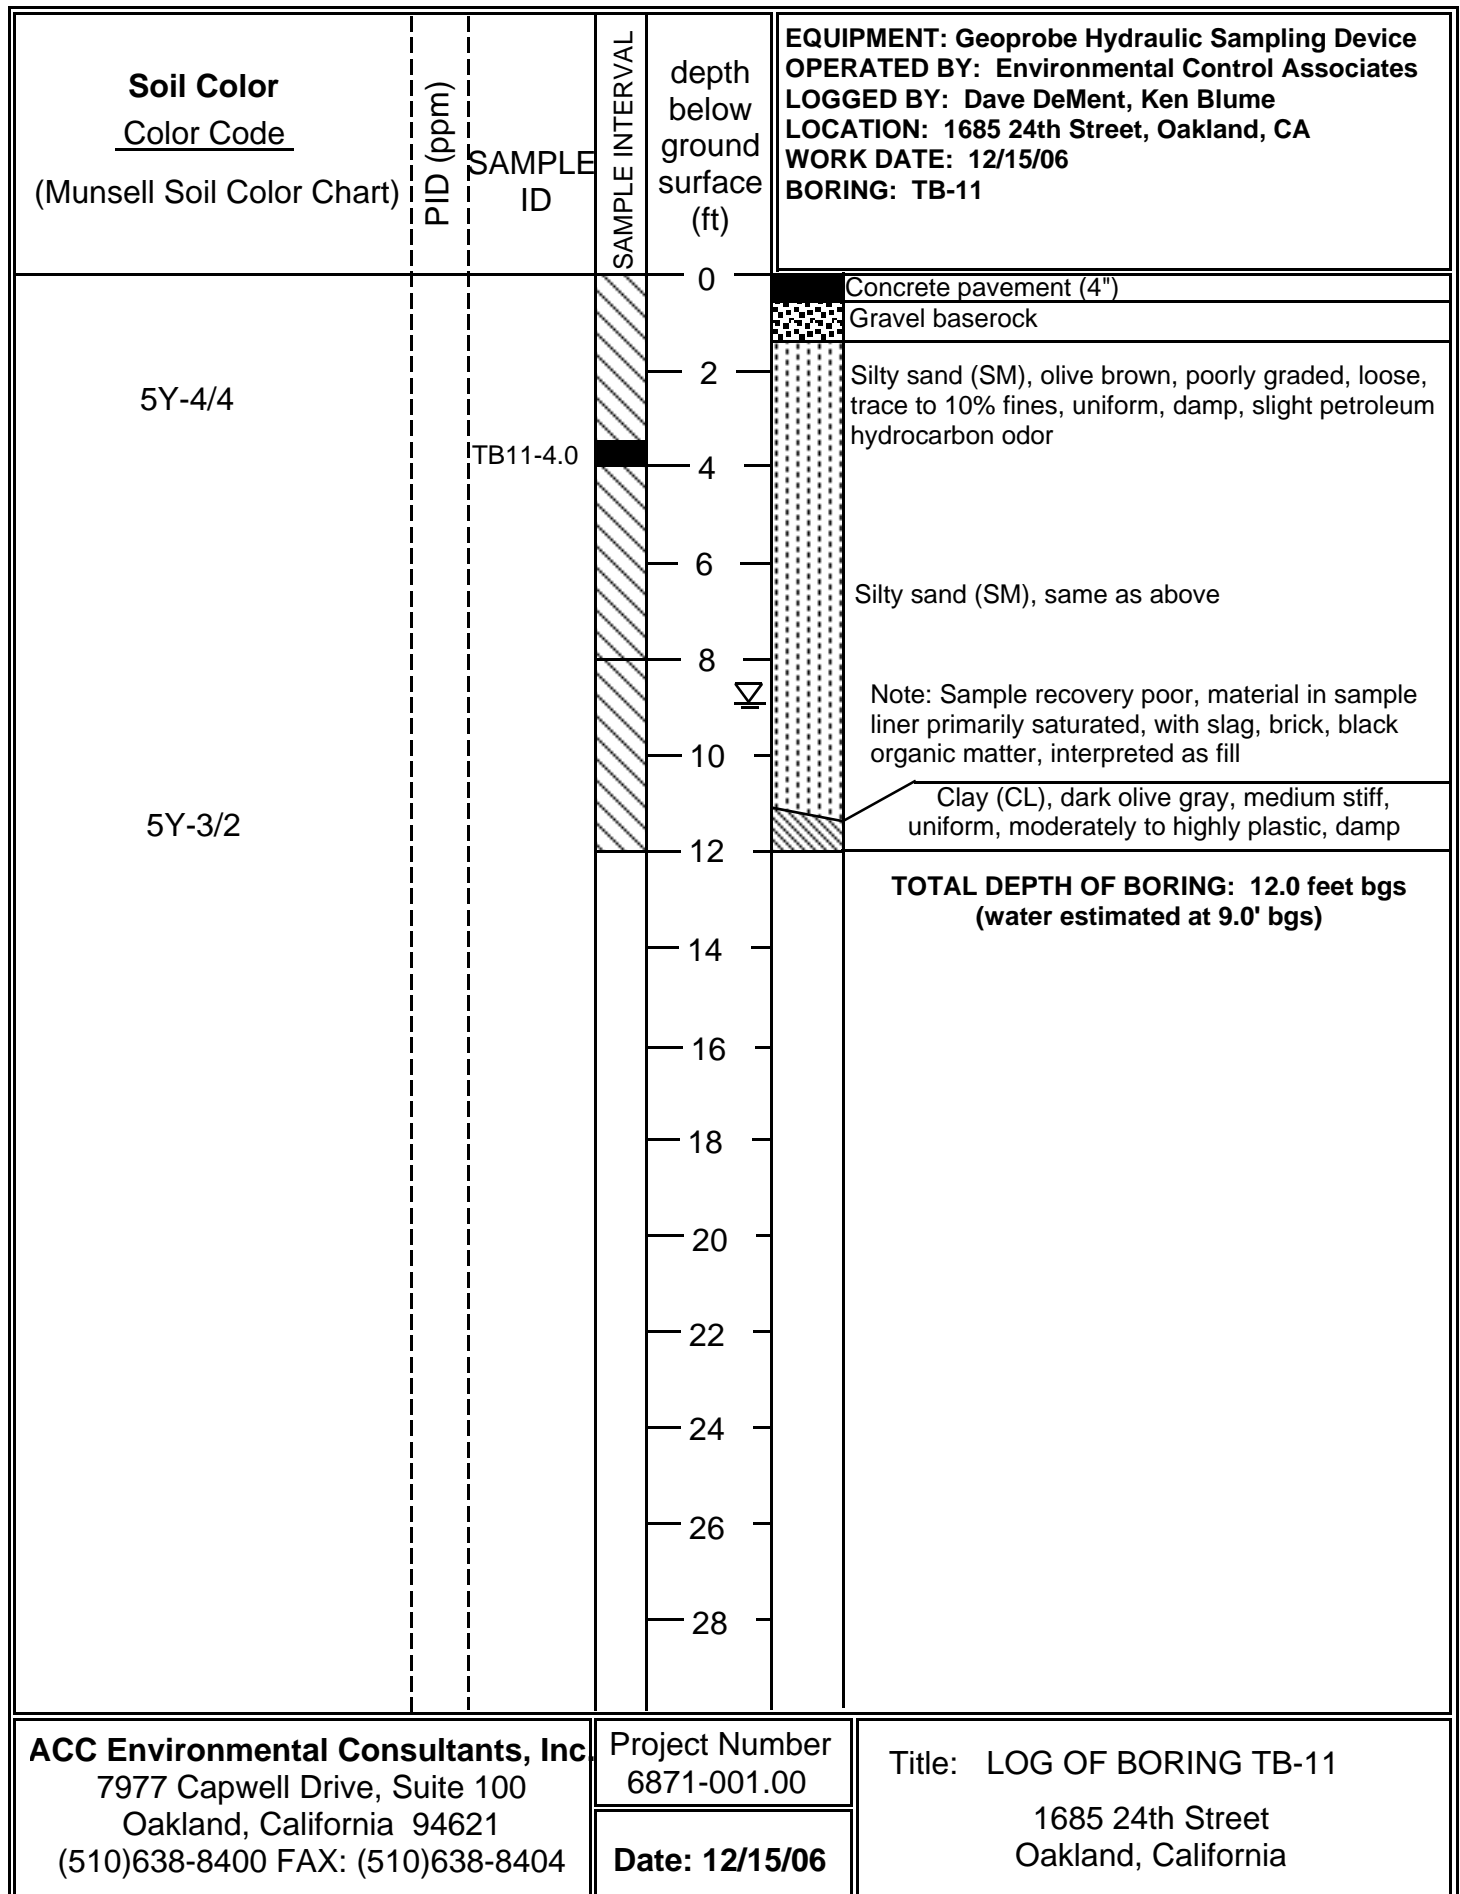 Soil Color
Color Code
(Munsell Soil Color Chart)
PID (ppm)
SAMPLE
ID
SAMPLE INTERVAL
depth
below
ground
surface
(ft)
EQUIPMENT: Geoprobe Hydraulic Sampling Device
OPERATED BY: Environmental Control Associates
LOGGED BY: Dave DeMent, Ken Blume
LOCATION: 1685 24th Street, Oakland, CA
WORK DATE: 12/15/06
BORING: TB-11
0
Concrete pavement (4")
Gravel baserock
2
5Y-4/4
Silty sand (SM), olive brown, poorly graded, loose,
trace to 10% fines, uniform, damp, slight petroleum
hydrocarbon odor
TB11-4.0
4
6
Silty sand (SM), same as above
8
Note: Sample recovery poor, material in sample
liner primarily saturated, with slag, brick, black
organic matter, interpreted as fill
10
5Y-3/2
Clay (CL), dark olive gray, medium stiff,
uniform, moderately to highly plastic, damp
12
TOTAL DEPTH OF BORING: 12.0 feet bgs
(water estimated at 9.0' bgs)
14
16
18
20
22
24
26
28
ACC Environmental Consultants, Inc.
7977 Capwell Drive, Suite 100
Oakland, California 94621
(510)638-8400 FAX: (510)638-8404
Project Number
6871-001.00
Date: 12/15/06
Title: LOG OF BORING TB-11
1685 24th Street
Oakland, California